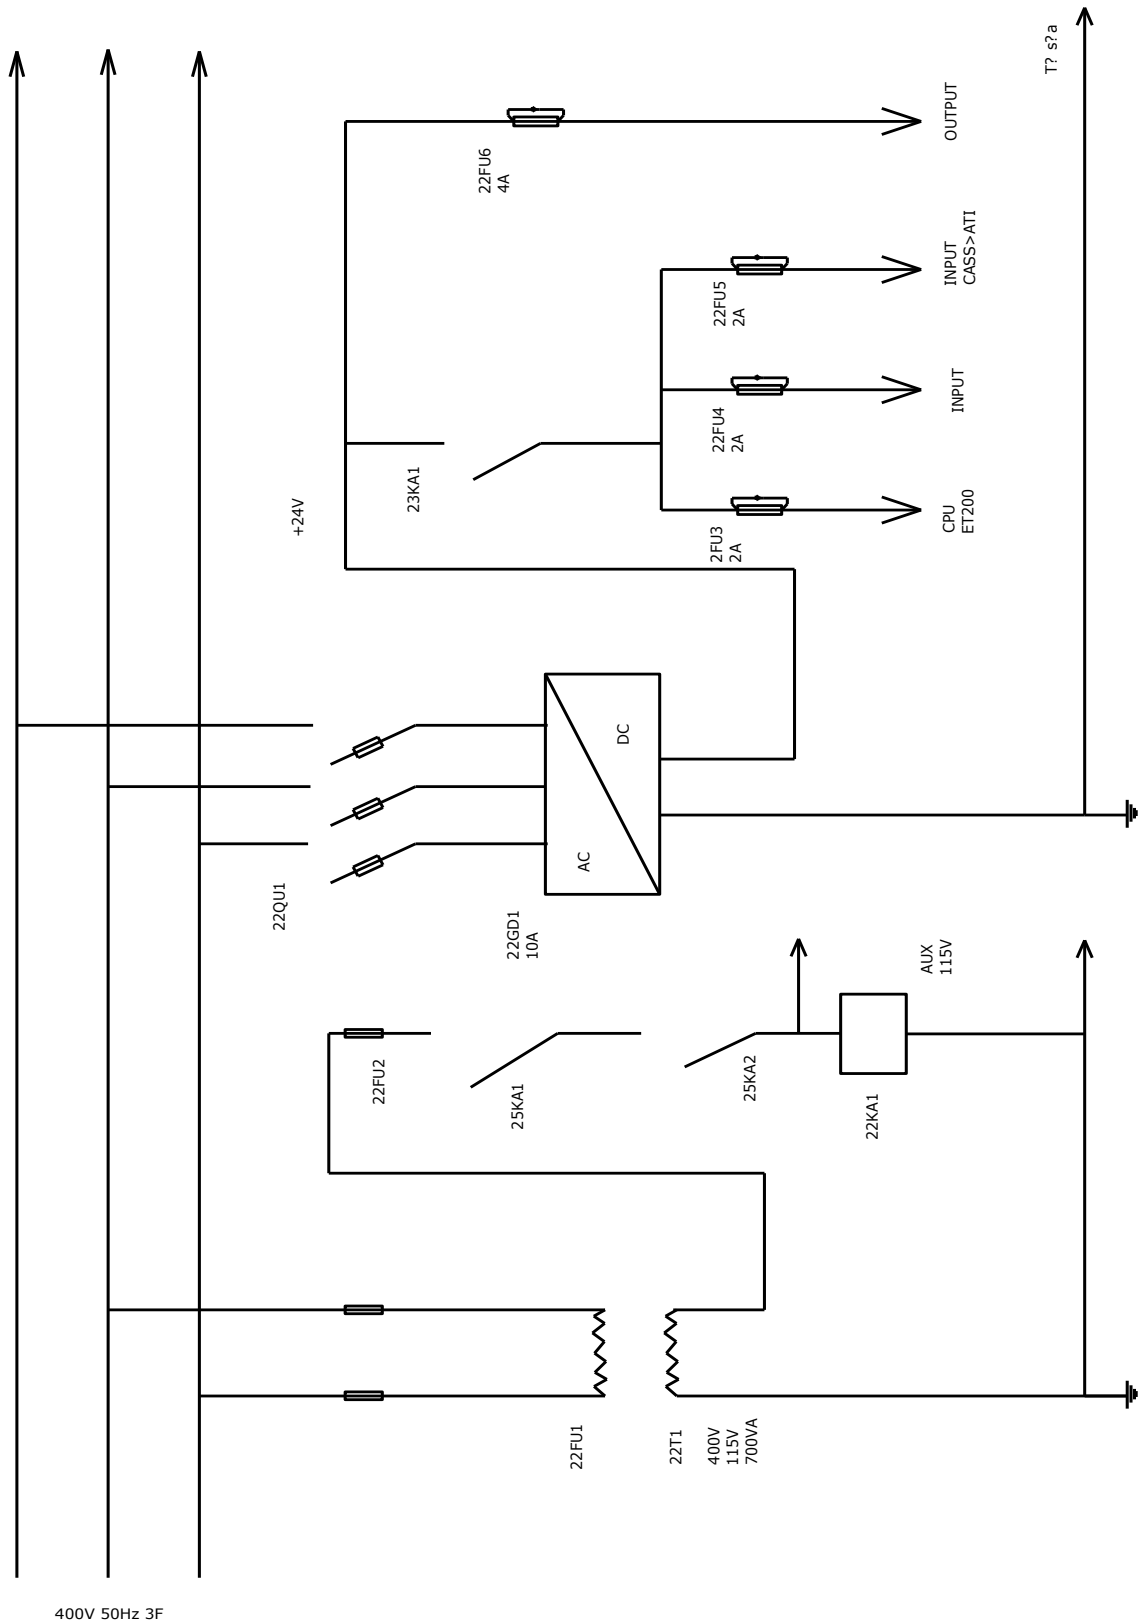 T? s?a
OUTPUT
22FU6
4A
INPUT
CASS>ATI
22FU5
2A
INPUT
22FU4
2A
23KA1
+24V
CPU
ET200
2FU3
2A
DC
AC
22QU1
22GD1
10A
AUX
115V
22FU2
25KA1
25KA2
22KA1
22FU1
22T1
400V
115V
700VA
400V 50Hz 3F